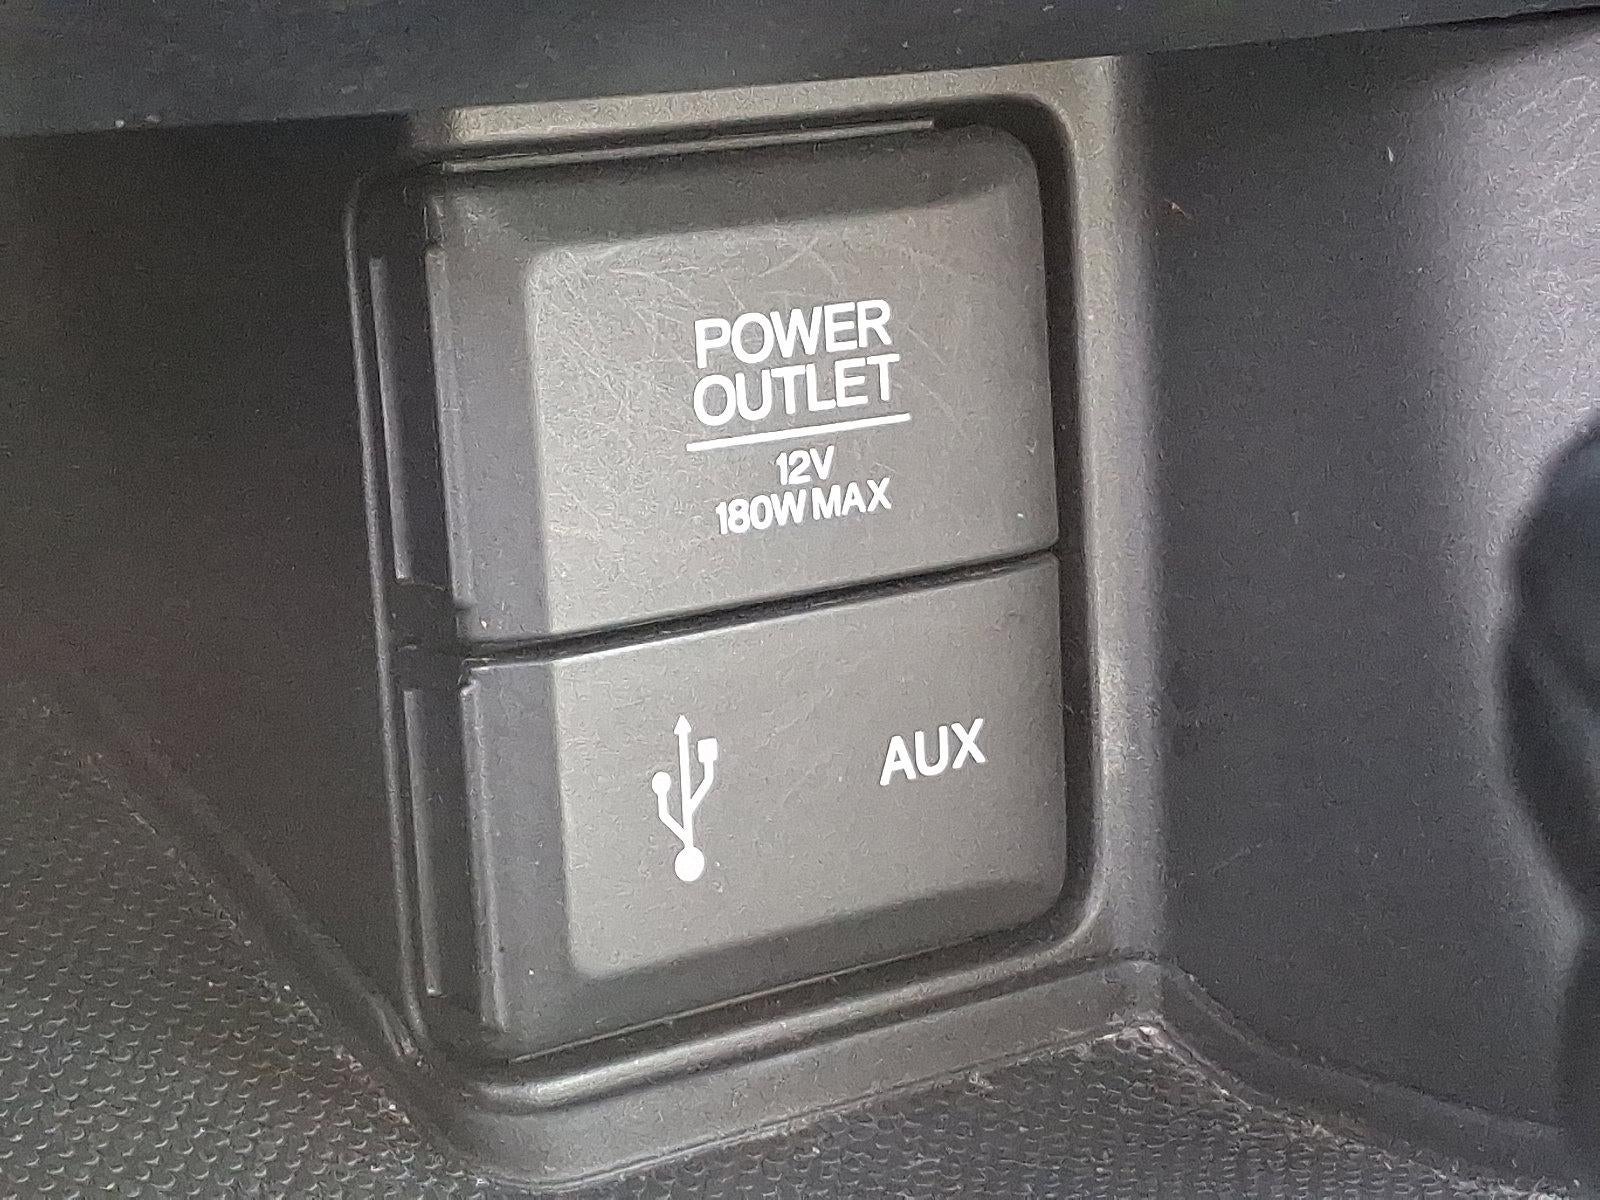 POWER
OUTLET
12V
180W MAX
AUX